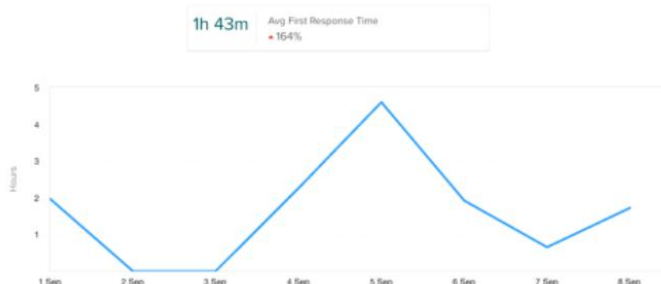 1h 43m
Avg First Response Time
164%
5
4
3
2
1
Hours
1 Sep
2 Sep
3 Sep
4 Sep
5 Sep
6 Sep
7 Sep
8 Sep